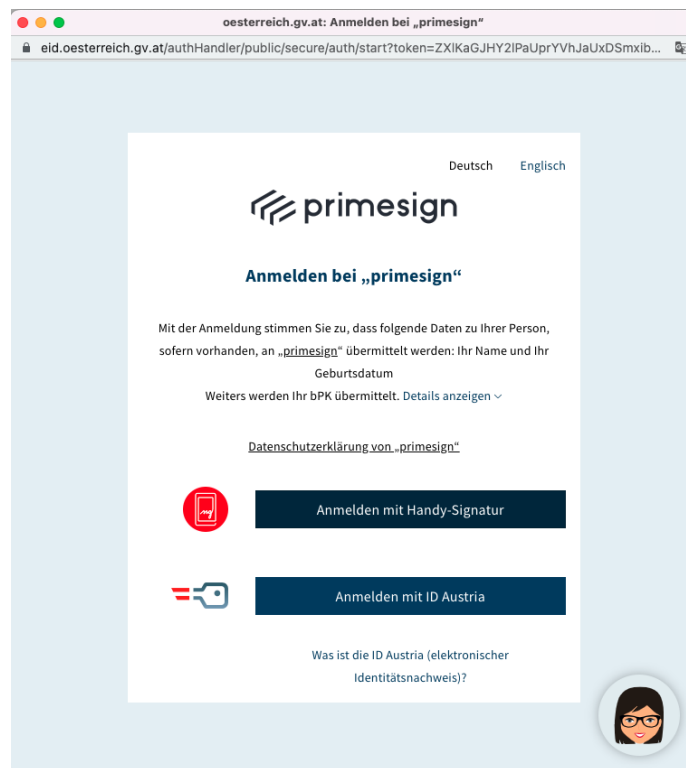 oesterreich.gv.at: Anmelden bei „primesign“
eid.oesterreich.gv.at/authHandler/public/secure/auth/start?token=ZXlKaGJHY2lPaUprYVhJaUxDSmxib...
Deutsch Englisch
primesign
Anmelden bei „primesign“
Mit der Anmeldung stimmen Sie zu, dass folgende Daten zu Ihrer Person,
sofern vorhanden, an „primesign“ übermittelt werden: Ihr Name und Ihr
Geburtsdatum
Weiters werden Ihr bPK übermittelt. Details anzeigen
Datenschutzerklärung von „primesign“
Anmelden mit Handy-Signatur
Anmelden mit ID Austria
Was ist die ID Austria (elektronischer
Identitätsnachweis)?